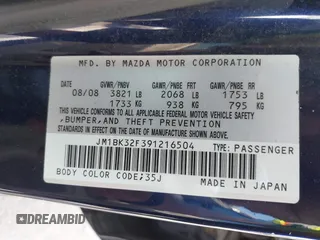 MFD. BY MAZDA MOTOR CORPORATION
GVWR/PNBV GAWR/PNBE FRT GAWR/PNBE RR
08/08 3821 LB 2068 LB 1753 LB
1733 KG 938 KG 795 KG
THIS VEHICLE CONFORMS TO ALL APPLICABLE
FEDERAL MOTOR VEHICLE SAFETY
,BUMPER,AND THEFT PREVENTION
STANDARDS IN EFFECT ON THE DATE OF
MANUFACTURE SHOWN ABOVE.
JM1BK32F391216504 TYPE: PASSENGER
BODY COLOR CODE:35J
MADE IN JAPAN
DREAMBID